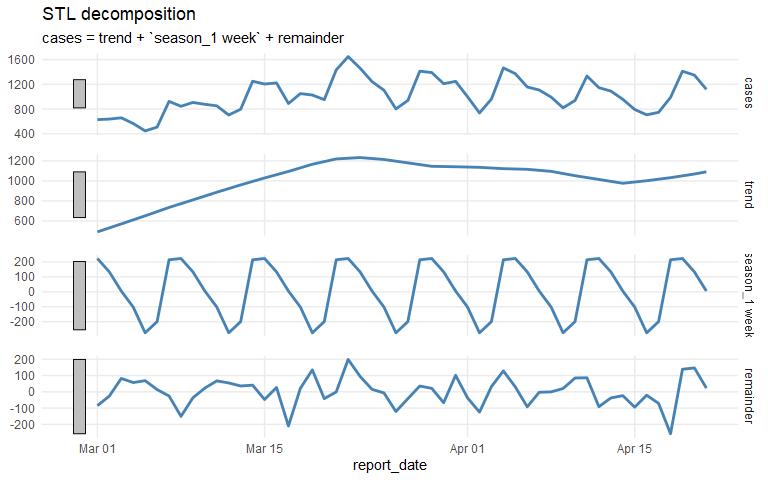 STL decomposition
cases = trend + `season_1 week` + remainder
1600
1200
800
400
cases
1200
1000
800
600
trend
200
100
0
-100
-200
season_1 week
200
100
0
-100
-200
remainder
Mar 01
Mar 15
Apr 01
Apr 15
report_date